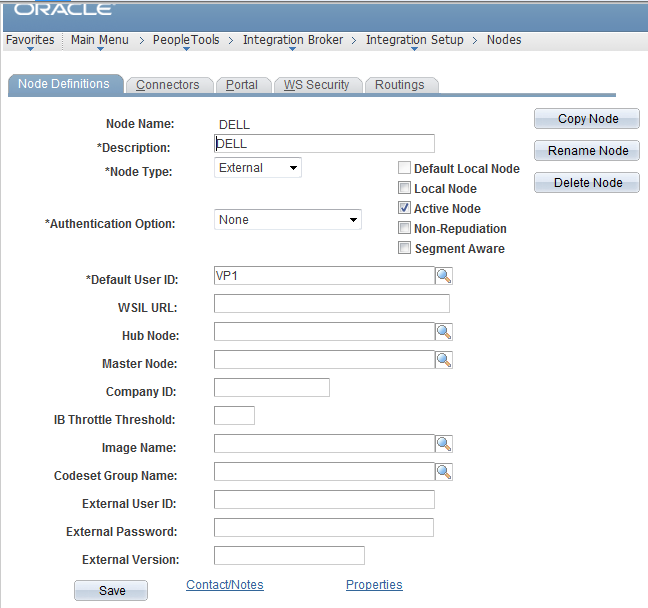 ORACLE
Favorites Main Menu > PeopleTools > Integration Broker > Integration Setup > Nodes
Node Definitions Connectors Portal WS Security Routings
Node Name: DELL
*Description: DELL
*Node Type: External
*Authentication Option: None
Default Local Node
Local Node
Active Node
Non-Repudiation
Segment Aware
Copy Node
Rename Node
Delete Node
*Default User ID: VP1
WSIL URL:
Hub Node:
Master Node:
Company ID:
IB Throttle Threshold:
Image Name:
Codeset Group Name:
External User ID:
External Password:
External Version:
Save Contact/Notes Properties